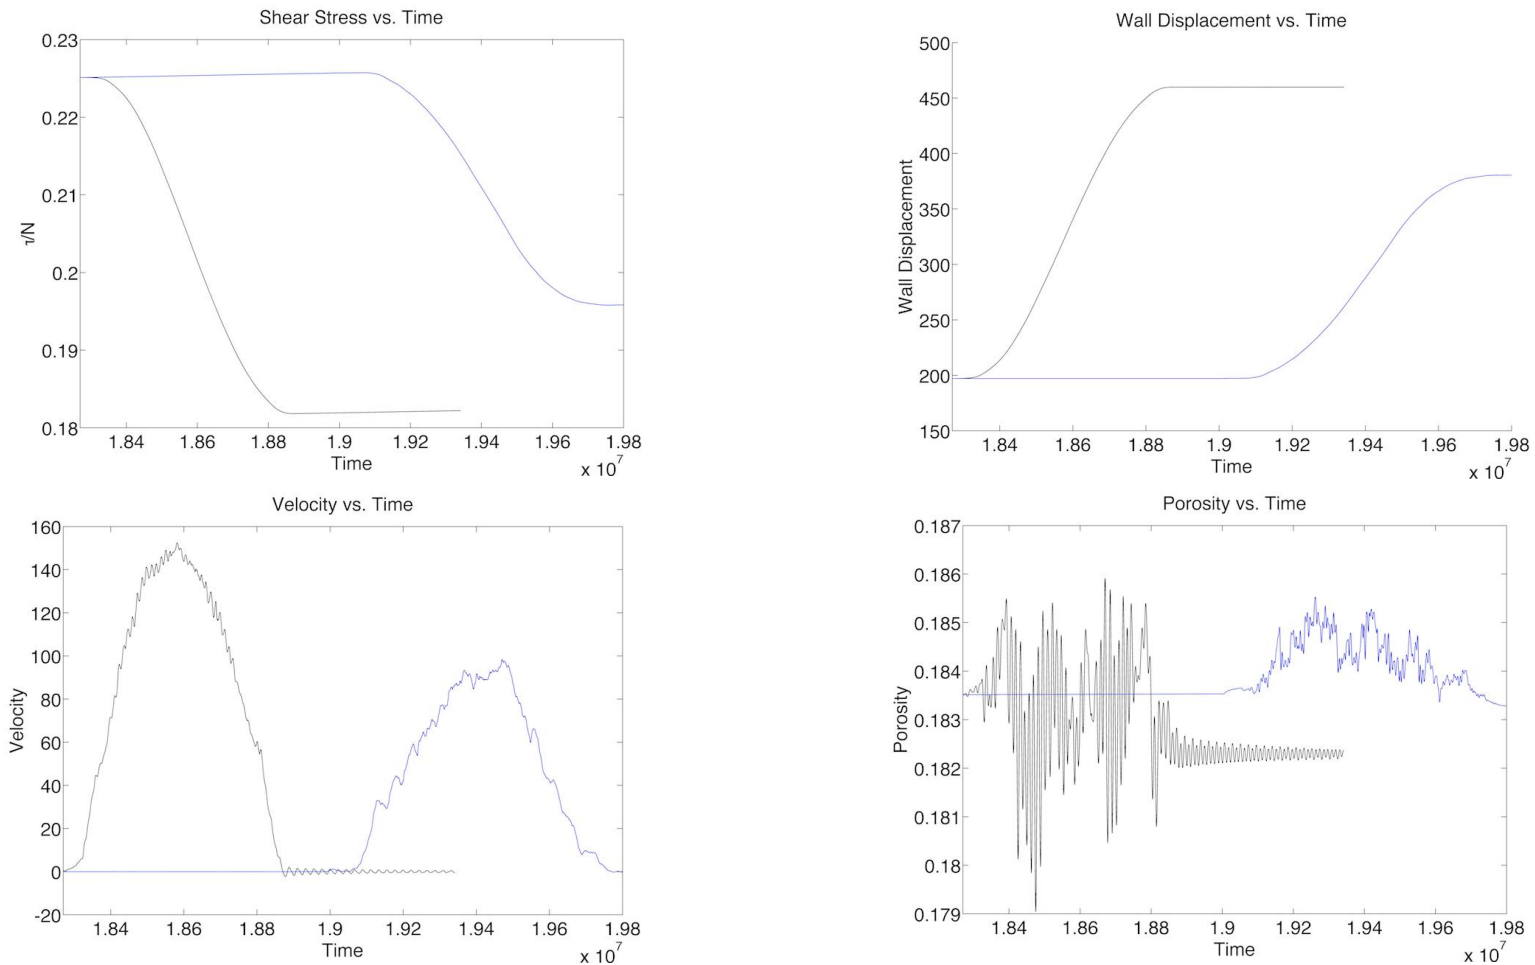 Shear Stress vs. Time
0.23
0.22
0.21
0.2
0.19
0.18
τ/N
1.84 1.86 1.88 1.9 1.92 1.94 1.96 1.98
Time
x 10^7
Wall Displacement vs. Time
500
450
400
350
300
250
200
150
Wall Displacement
1.84 1.86 1.88 1.9 1.92 1.94 1.96 1.98
Time
x 10^7
Velocity vs. Time
160
140
120
100
80
60
40
20
0
-20
Velocity
1.84 1.86 1.88 1.9 1.92 1.94 1.96 1.98
Time
x 10^7
Porosity vs. Time
0.187
0.186
0.185
0.184
0.183
0.182
0.181
0.18
0.179
Porosity
1.84 1.86 1.88 1.9 1.92 1.94 1.96 1.98
Time
x 10^7